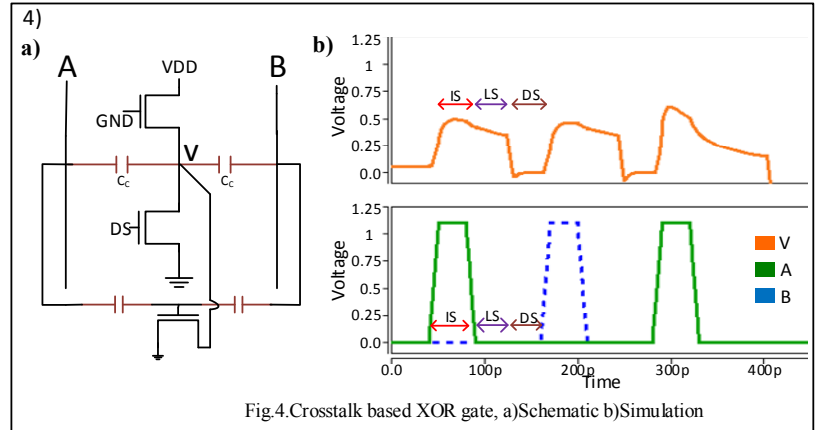 4)
a)
A
VDD
B
GND
V
Cc
Cc
DS
b)
Voltage
1.25
1
0.75
0.5
0.25
0.0
IS
LS
DS
Voltage
1.25
1
0.75
0.5
0.25
0
IS
LS
DS
V
A
B
0.0
100p
200p
300p
400p
Time
Fig.4.Crosstalk based XOR gate, a)Schematic b)Simulation